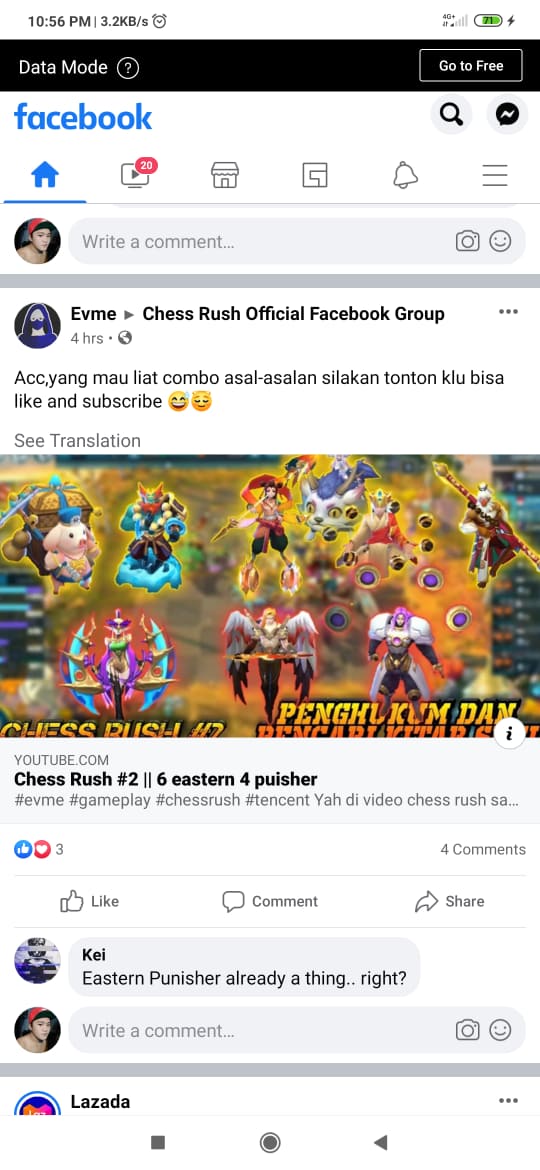 10:56 PM | 3.2KB/s
4G+
71
Data Mode ?
Go to Free
facebook
20
Write a comment...
Evme ▸ Chess Rush Official Facebook Group
4 hrs •
Acc,yang mau liat combo asal-asalan silakan tonton klu bisa
like and subscribe 😅😌
See Translation
CHESS RUSH #2
PENGHUKUM DAN
PENCARI KITAB
i
YOUTUBE.COM
Chess Rush #2 || 6 eastern 4 puisher
#evme #gameplay #chessrush #tencent Yah di video chess rush sa...
3
4 Comments
Like
Comment
Share
Kei
Eastern Punisher already a thing.. right?
Write a comment...
Lazada